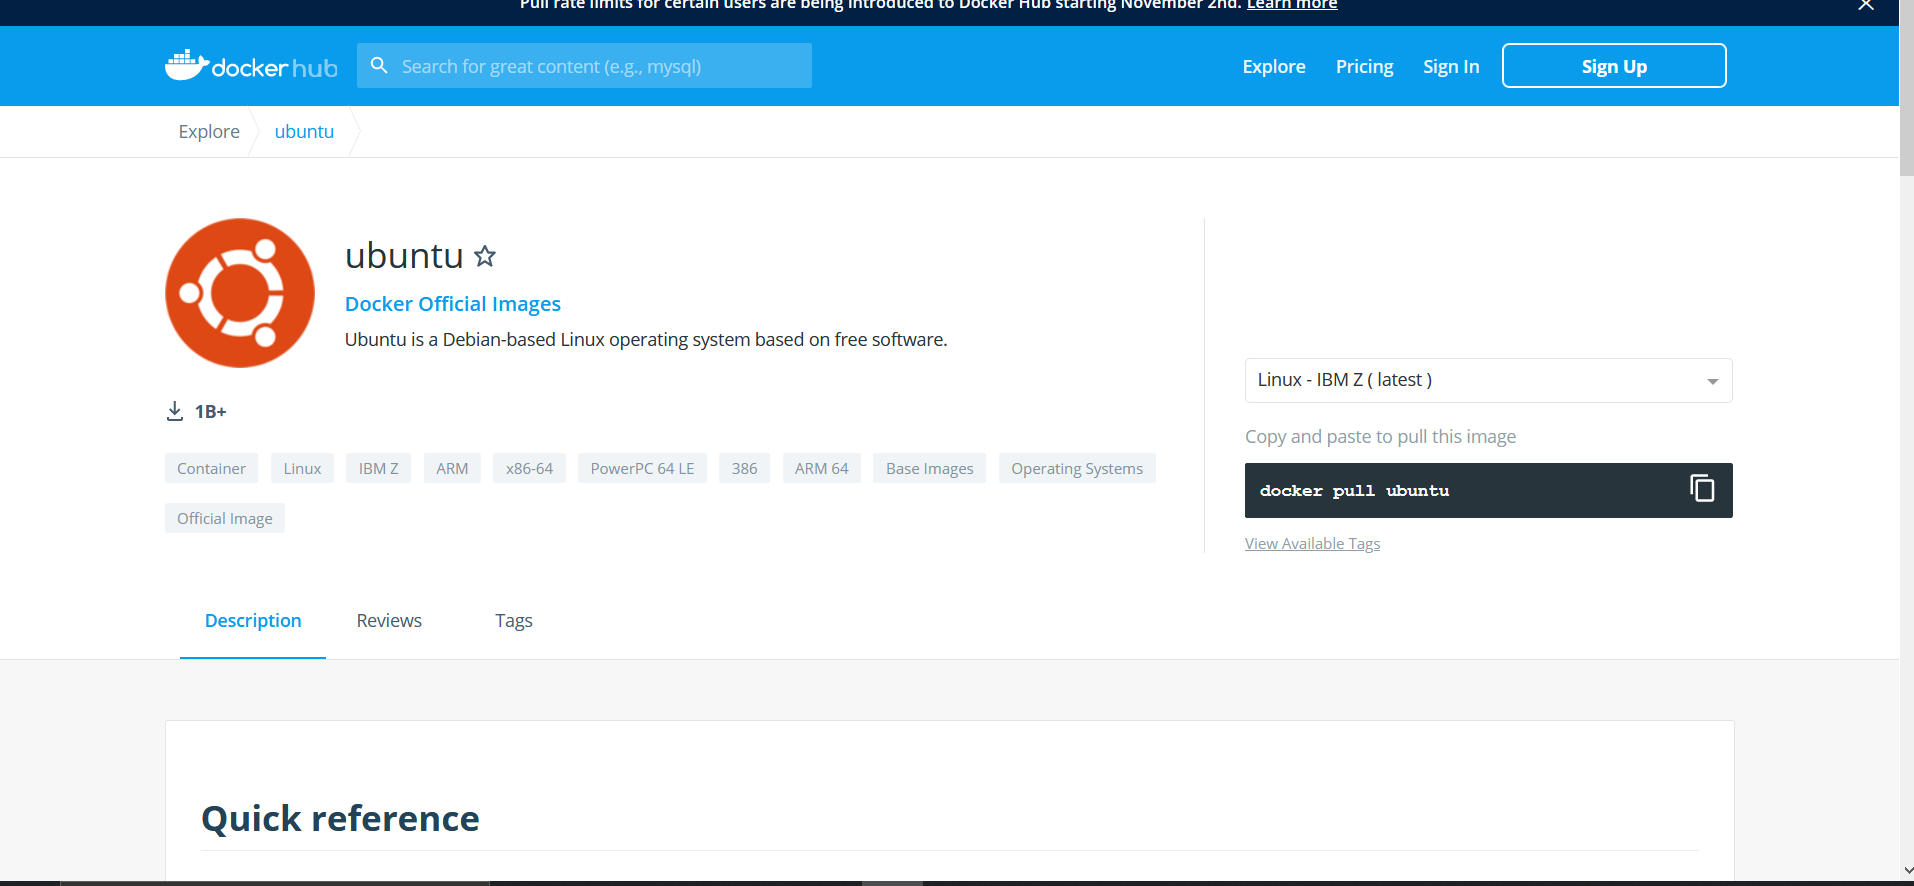 Pull rate limits for certain users are being introduced to Docker Hub starting November 2nd. Learn more
docker hub
Search for great content (e.g., mysql)
Explore
Pricing
Sign In
Sign Up
Explore
ubuntu
ubuntu
Docker Official Images
Ubuntu is a Debian-based Linux operating system based on free software.
1B+
Container
Linux
IBM Z
ARM
x86-64
PowerPC 64 LE
386
ARM 64
Base Images
Operating Systems
Official Image
Linux - IBM Z ( latest )
Copy and paste to pull this image
docker pull ubuntu
View Available Tags
Description
Reviews
Tags
Quick reference